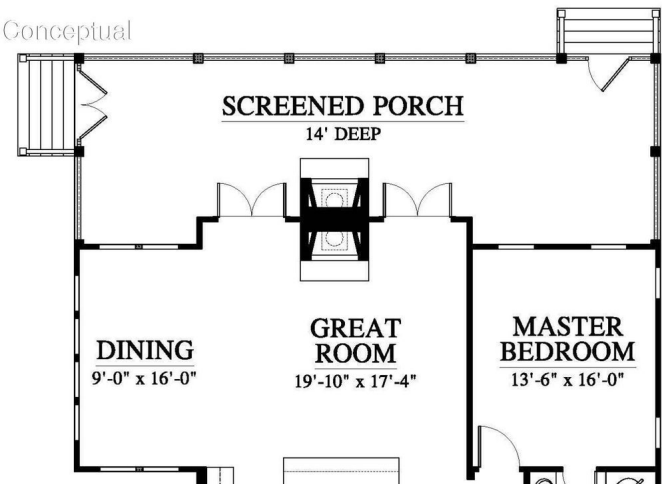 Conceptual
SCREENED PORCH
14' DEEP
DINING
9'-0" x 16'-0"
GREAT
ROOM
19'-10" x 17'-4"
MASTER
BEDROOM
13'-6" x 16'-0"